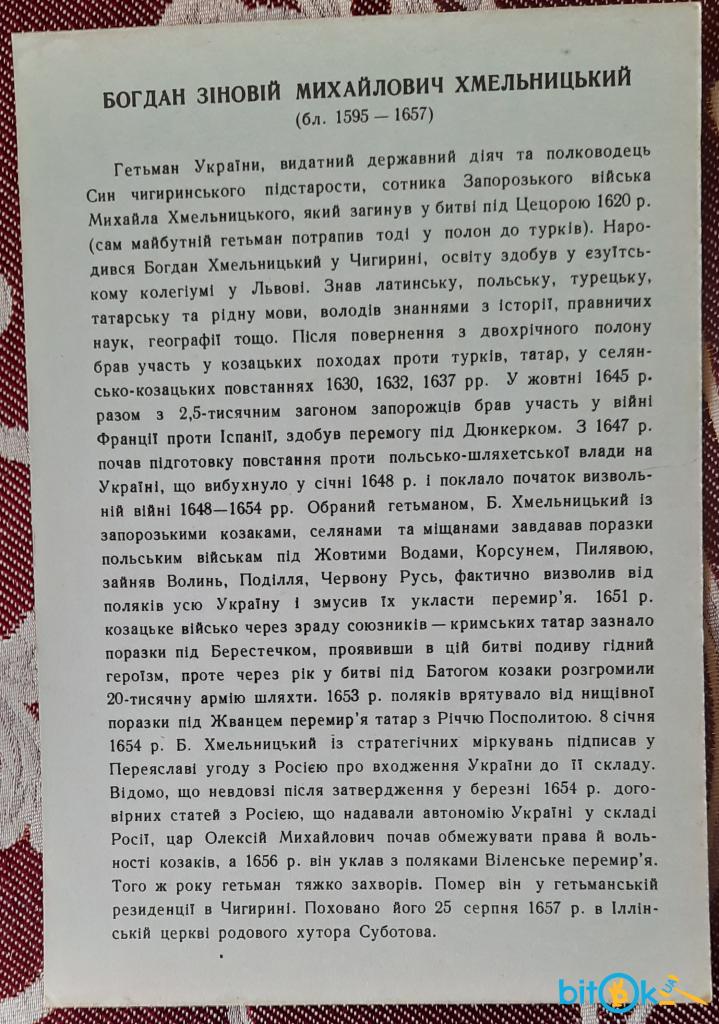 БОГДАН ЗІНОВІЙ МИХАЙЛОВИЧ ХМЕЛЬНИЦЬКИЙ
(бл. 1595 — 1657)
Гетьман України, видатний державний діяч та полководець
Син чигиринського підстарости, сотника Запорозького війська
Михайла Хмельницького, який загинув у битві під Цецорою 1620 р.
(сам майбутній гетьман потрапив тоді у полон до турків). Наро-
дився Богдан Хмельницький у Чигирині, освіту здобув у єзуїтсь-
кому колегіумі у Львові. Знав латинську, польську, турецьку,
татарську та рідну мови, володів знаннями з історії, правничих
наук, географії тощо. Після повернення з двохрічного полону
брав участь у козацьких походах проти турків, татар, у селян-
сько-козацьких повстаннях 1630, 1632, 1637 рр. У жовтні 1645 р.
разом з 2,5-тисячним загоном запорожців брав участь у війні
Франції проти Іспанії, здобув перемогу під Дюнкерком. З 1647 р.
почав підготовку повстання проти польсько-шляхетської влади на
Україні, що вибухнуло у січні 1648 р. і поклало початок визволь-
ній війні 1648—1654 рр. Обраний гетьманом, Б. Хмельницький із
запорозькими козаками, селянами та міщанами завдавав поразки
польським військам під Жовтими Водами, Корсунем, Пилявою,
зайняв Волинь, Поділля, Червону Русь, фактично визволив від
поляків усю Україну і змусив їх укласти перемир'я. 1651 р.
козацьке військо через зраду союзників — кримських татар зазнало
поразки під Берестечком, проявивши в цій битві подиву гідний
героїзм, проте через рік у битві під Батогом козаки розгромили
20-тисячну армію шляхти. 1653 р. поляків врятувало від нищівної
поразки під Жванцем перемир'я татар з Річчю Посполитою. 8 січня
1654 р. Б. Хмельницький із стратегічних міркувань підписав у
Переяславі угоду з Росією про входження України до її складу.
Відомо, що невдовзі після затвердження у березні 1654 р. дого-
вірних статей з Росією, що надавали автономію Україні у складі
Росії, цар Олексій Михайлович почав обмежувати права й воль-
ності козаків, а 1656 р. він уклав з поляками Віленське перемир'я.
Того ж року гетьман тяжко захворів. Помер він у гетьманській
резиденції в Чигирині. Поховано його 25 серпня 1657 р. в Іллін-
ській церкві родового хутора Суботова.
bitOk.UA